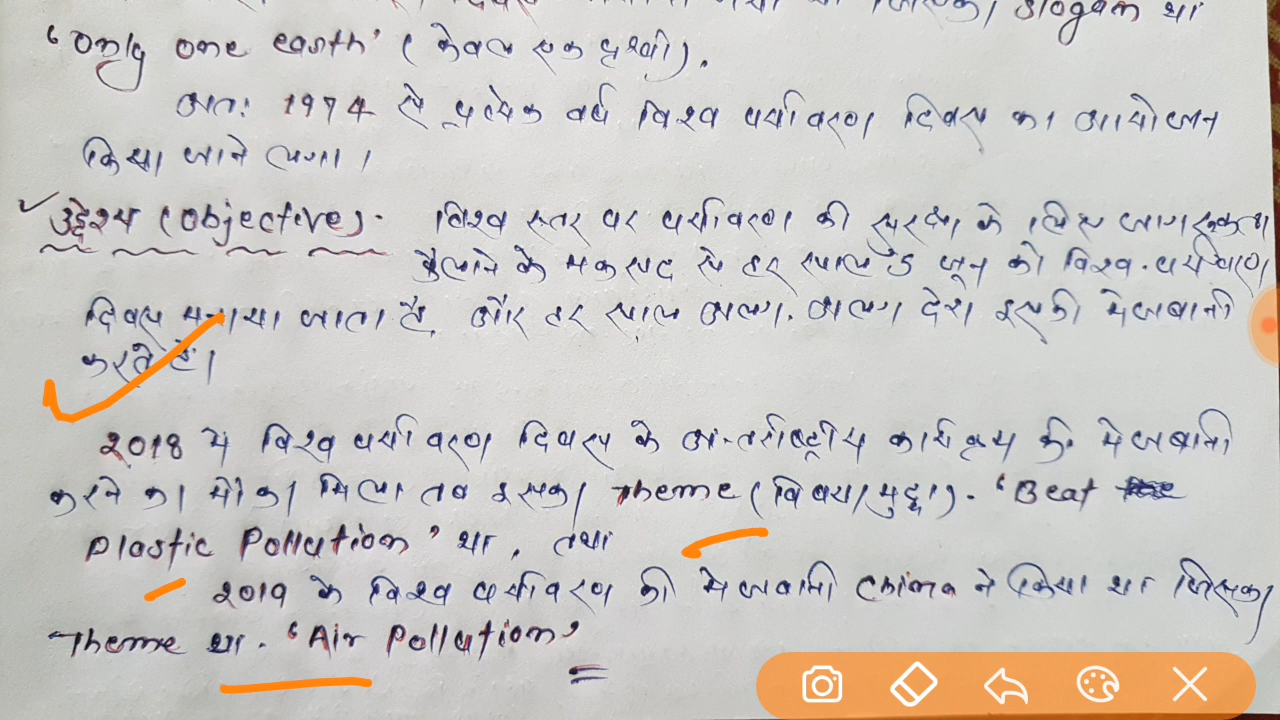 Slogan था
'Only one earth' (केवल एक पृथ्वी).
अतः 1974 से प्रत्येक वर्ष विश्व पर्यावरण दिवस का आयोजन
किया जाने लगा।
उद्देश्य (objective). विश्व स्तर पर पर्यावरण की सुरक्षा के लिए जागरूकता
फैलाने के मकसद से हर साल 5 जून को विश्व. पर्यावरण
दिवस मनाया जाता है, और हर साल अलग. अलग देश इसकी मेजबानी
करते हैं।
2018 में विश्व पर्यावरण दिवस के अन्तर्राष्ट्रीय कार्यक्रम की मेजबानी
करने का मौका मिला तब इसका Theme (विषय/मुद्दा). 'Beat
Plastic Pollution' था, तथा
2019 के विश्व पर्यावरण की मेजबानी China ने किया था जिसका
Theme था. 'Air Pollution'